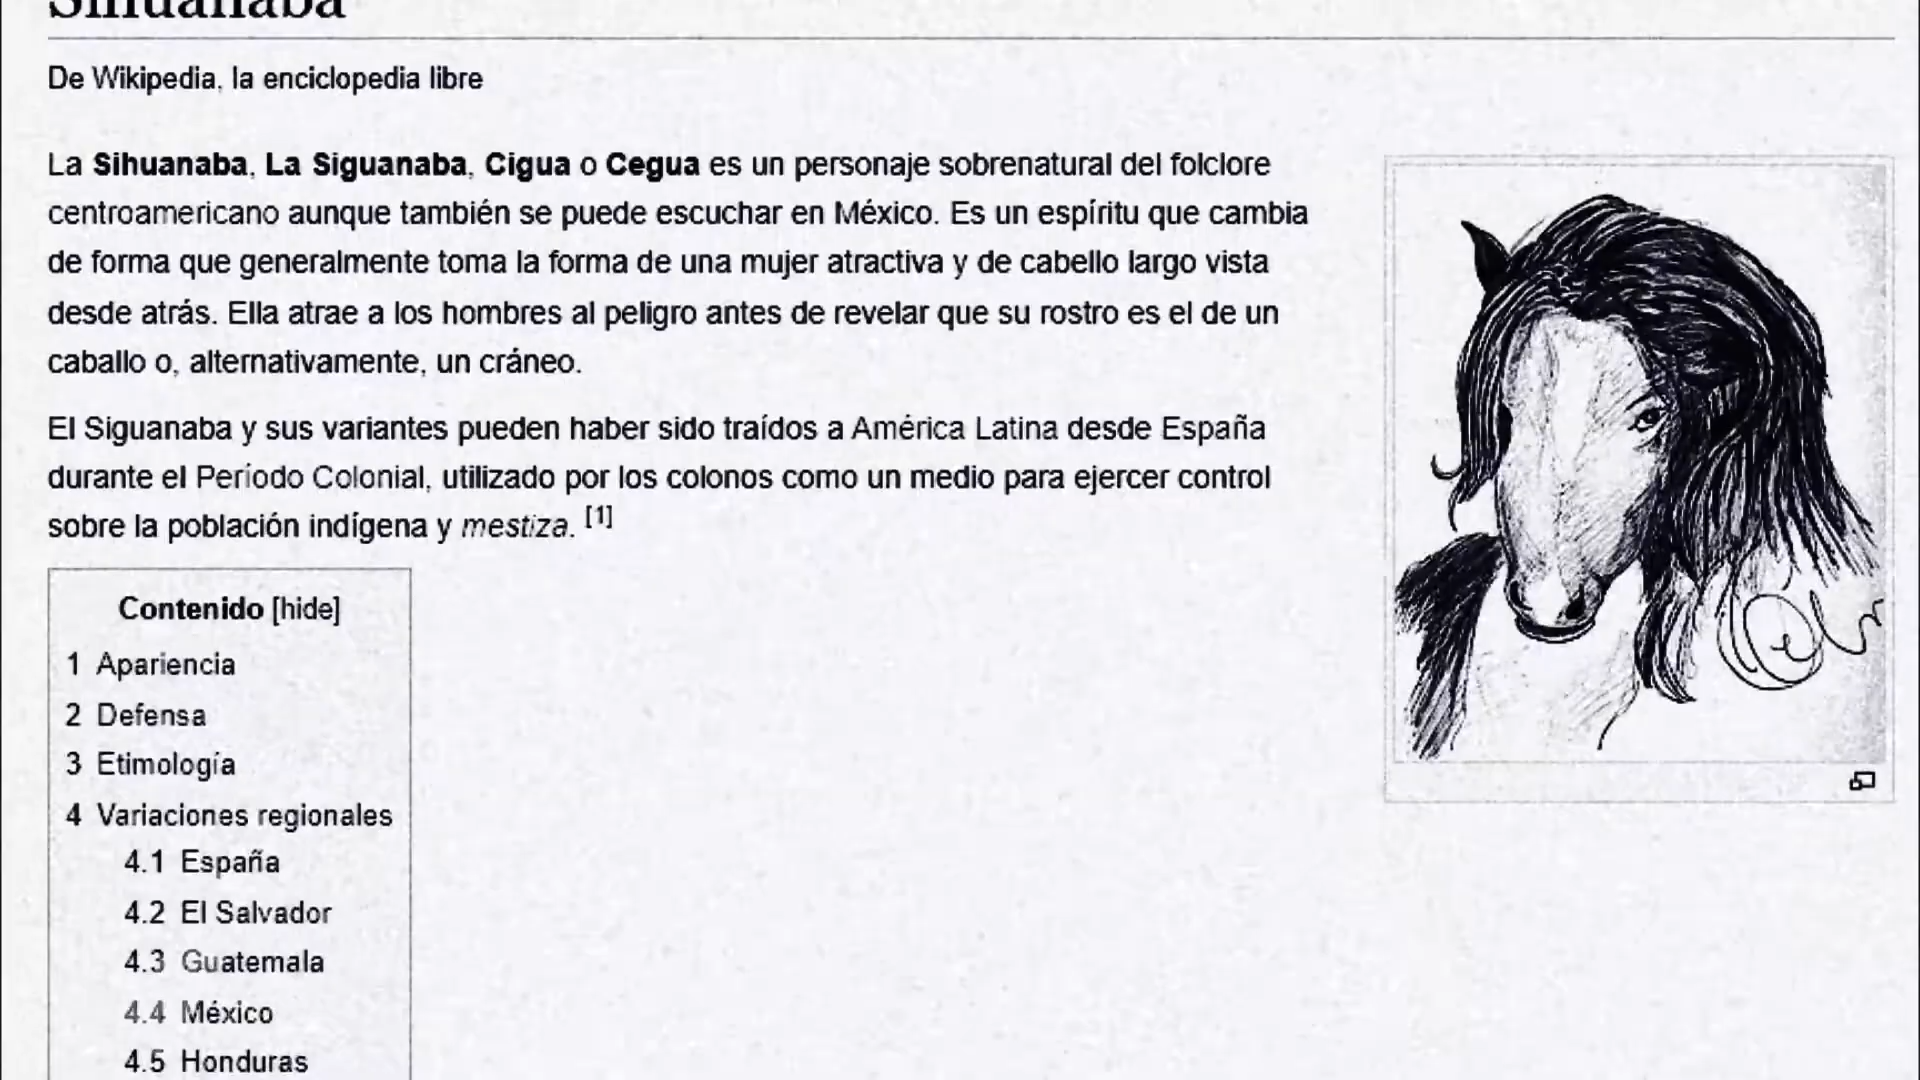 Sihuanaba
De Wikipedia, la enciclopedia libre
La Sihuanaba, La Siguanaba, Cigua o Cegua es un personaje sobrenatural del folclore
centroamericano aunque también se puede escuchar en México. Es un espíritu que cambia
de forma que generalmente toma la forma de una mujer atractiva y de cabello largo vista
desde atrás. Ella atrae a los hombres al peligro antes de revelar que su rostro es el de un
caballo o, alternativamente, un cráneo.
El Siguanaba y sus variantes pueden haber sido traídos a América Latina desde España
durante el Período Colonial, utilizado por los colonos como un medio para ejercer control
sobre la población indígena y mestiza. [1]
Contenido [hide]
1 Apariencia
2 Defensa
3 Etimología
4 Variaciones regionales
4.1 España
4.2 El Salvador
4.3 Guatemala
4.4 México
4.5 Honduras